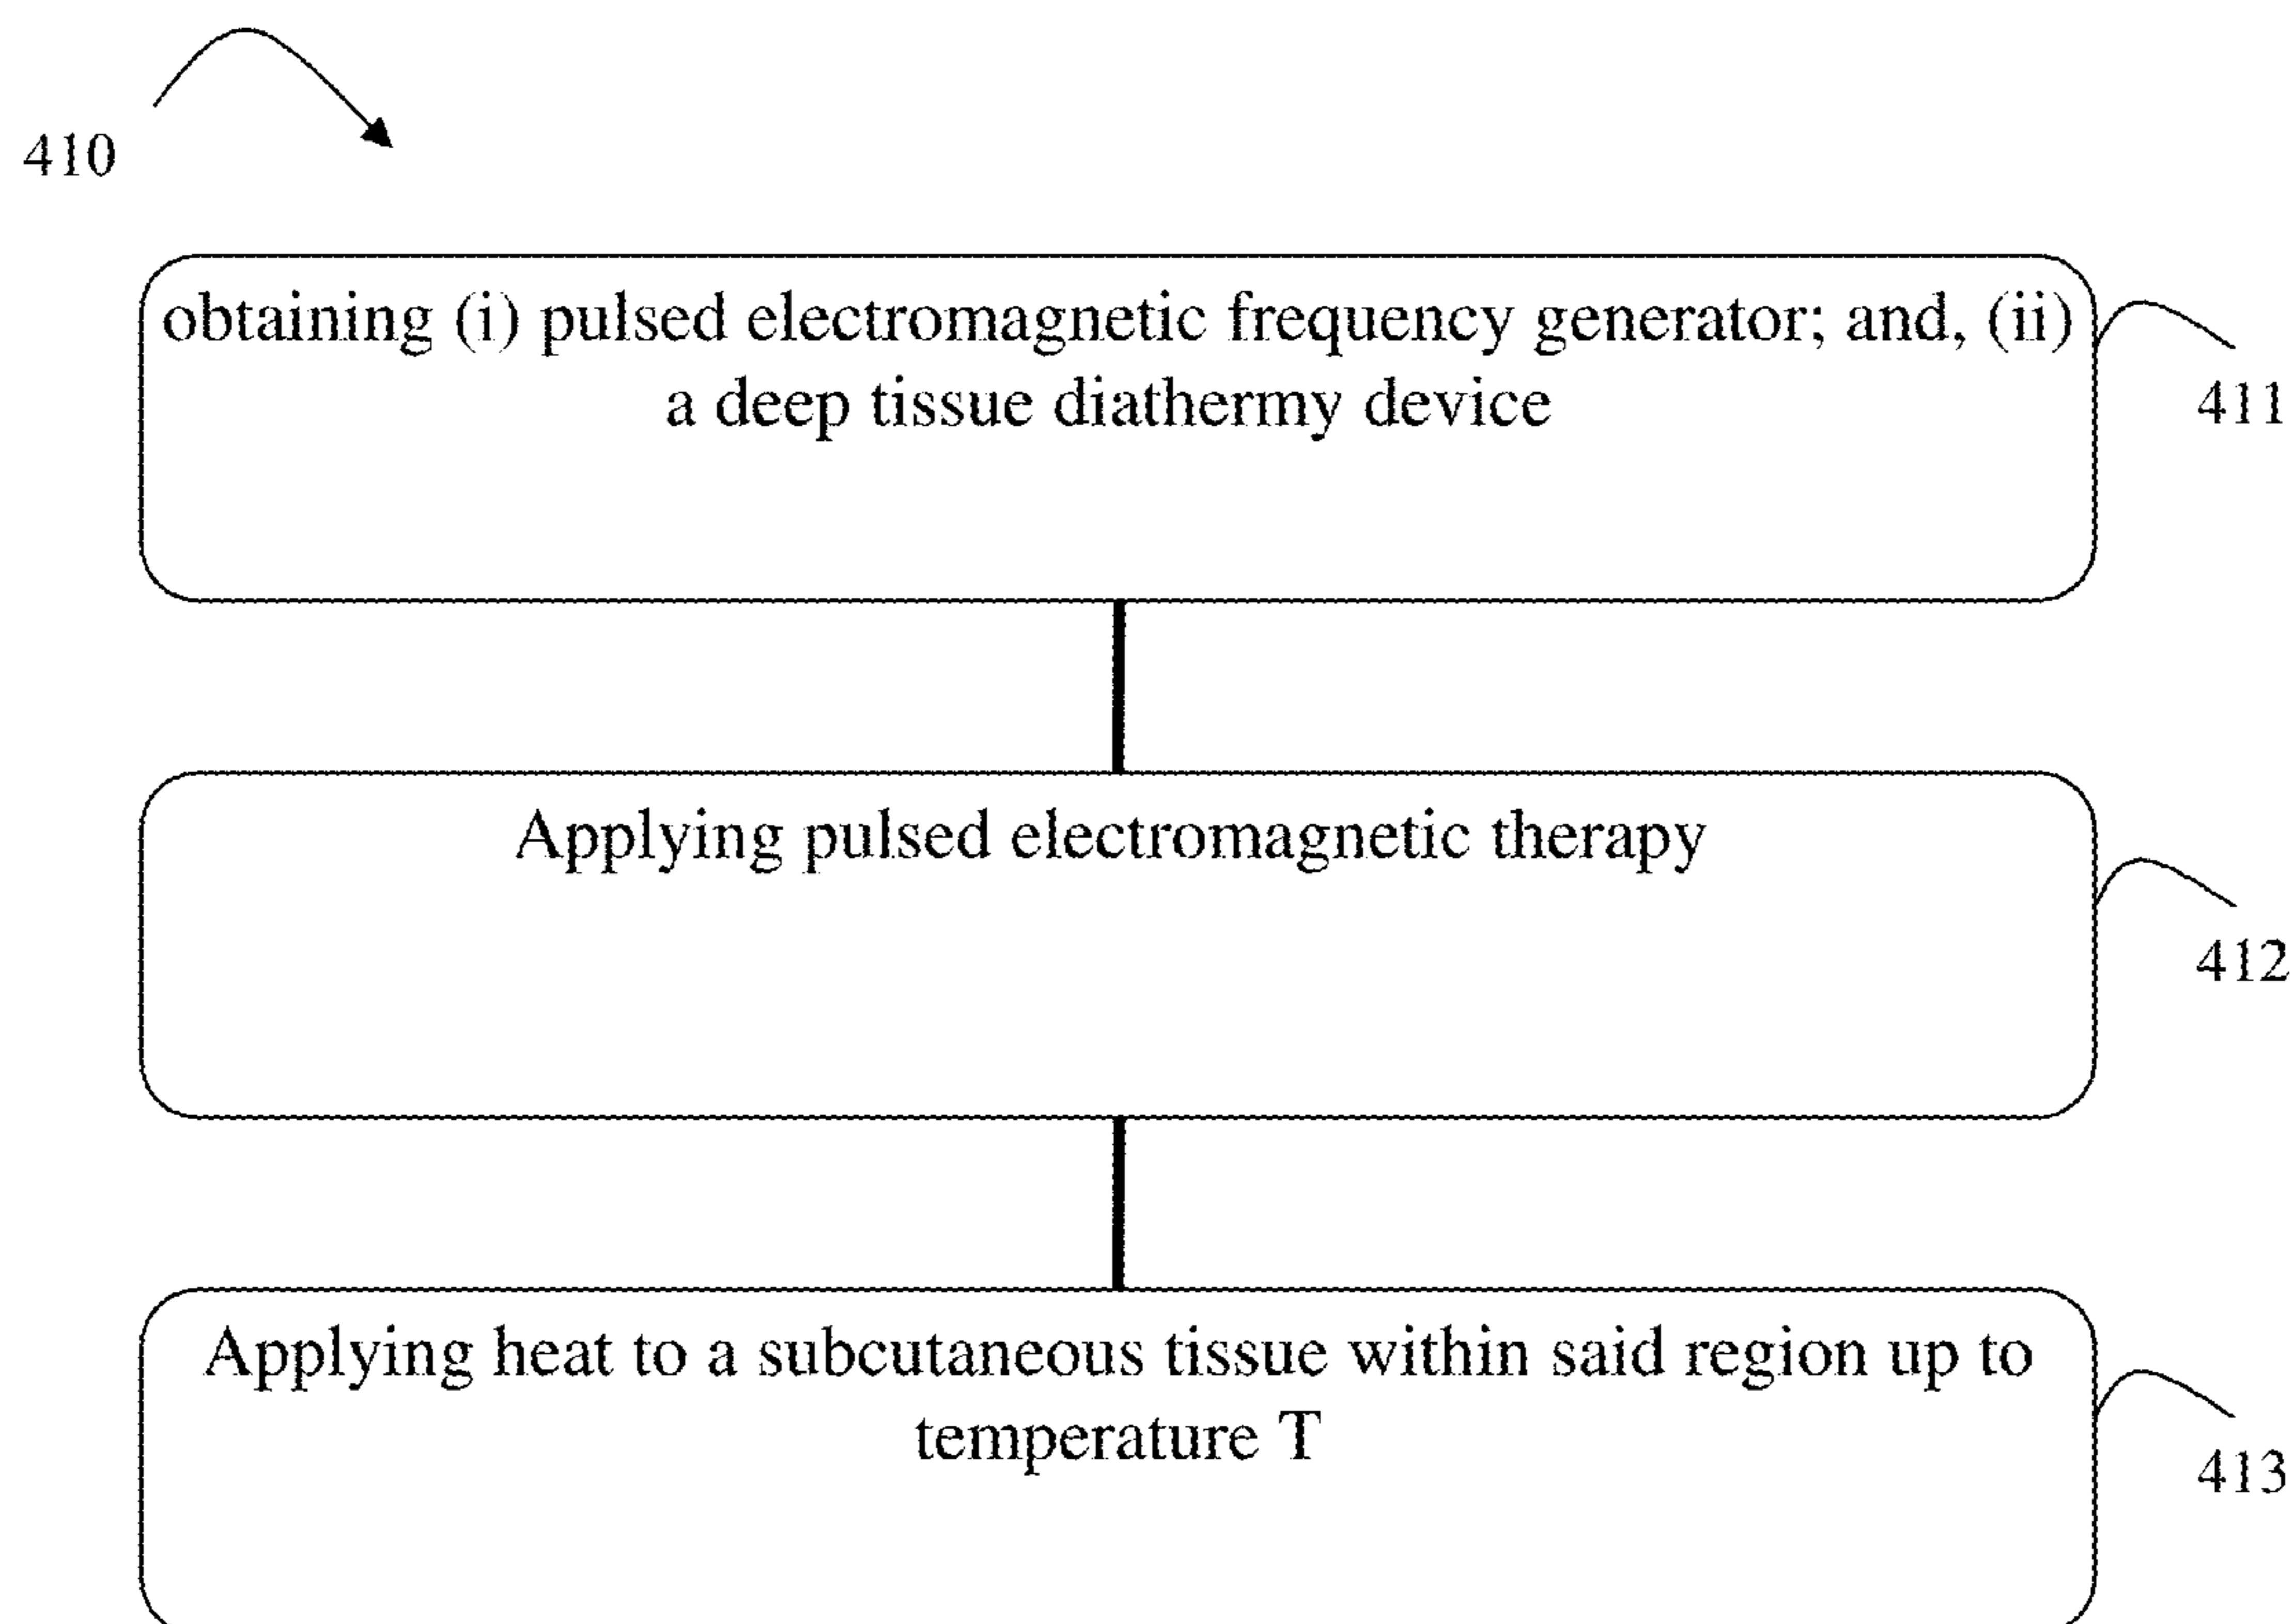 410
obtaining (i) pulsed electromagnetic frequency generator; and, (ii)
a deep tissue diathermy device
411
Applying pulsed electromagnetic therapy
412
Applying heat to a subcutaneous tissue within said region up to
temperature T
413